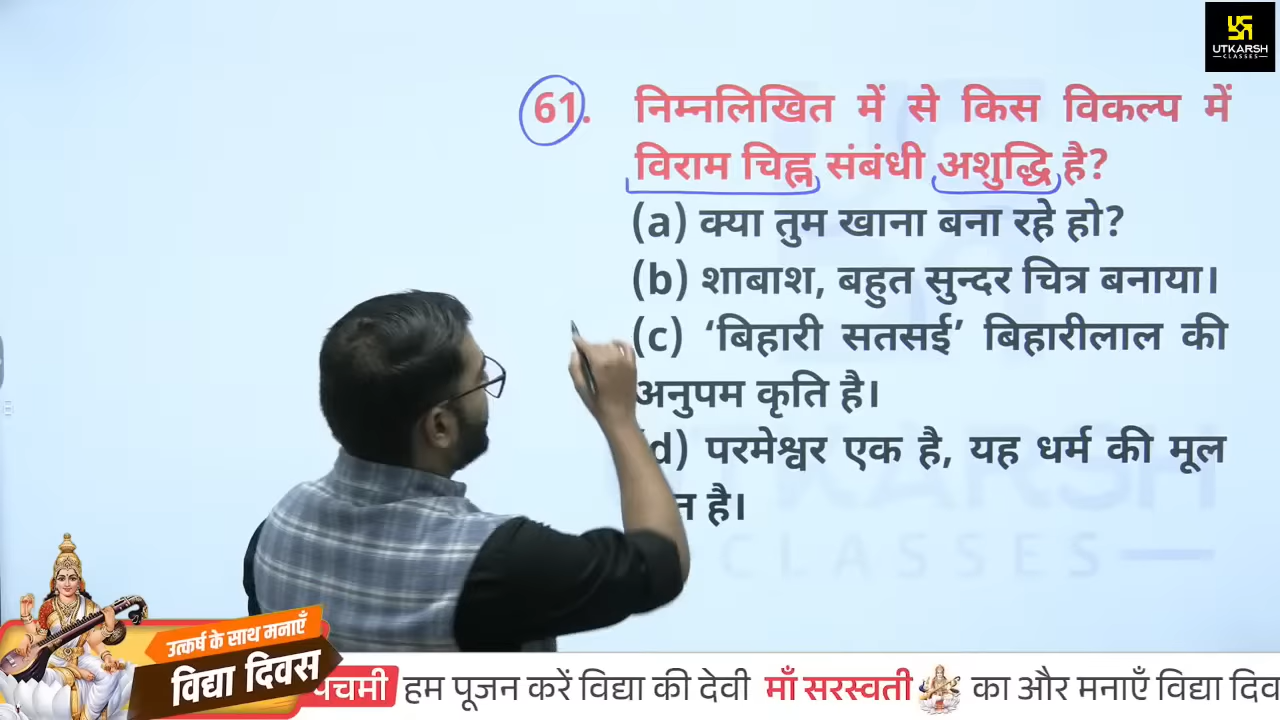 UTKARSH
CLASSES
61. निम्नलिखित में से किस विकल्प में
विराम चिह्न संबंधी अशुद्धि है?
(a) क्या तुम खाना बना रहे हो?
(b) शाबाश, बहुत सुन्दर चित्र बनाया।
(c) ‘बिहारी सतसई’ बिहारीलाल की
अनुपम कृति है।
d) परमेश्वर एक है, यह धर्म की मूल
है।
CLASSES
उत्कर्ष के साथ मनाएँ
विद्या दिवस
पंचमी हम पूजन करें विद्या की देवी माँ सरस्वती का और मनाएँ विद्या